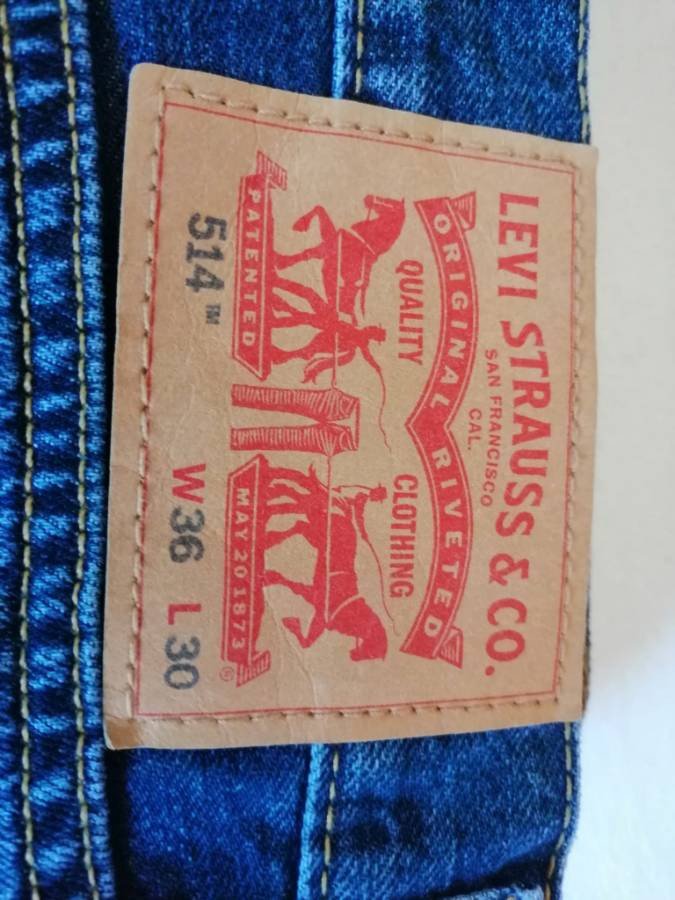 LEVI STRAUSS & CO.
SAN FRANCISCO
CAL.
ORIGINAL RIVETED
QUALITY CLOTHING
PATENTED MAY 20 1873 ®
514™ W 36 L 30